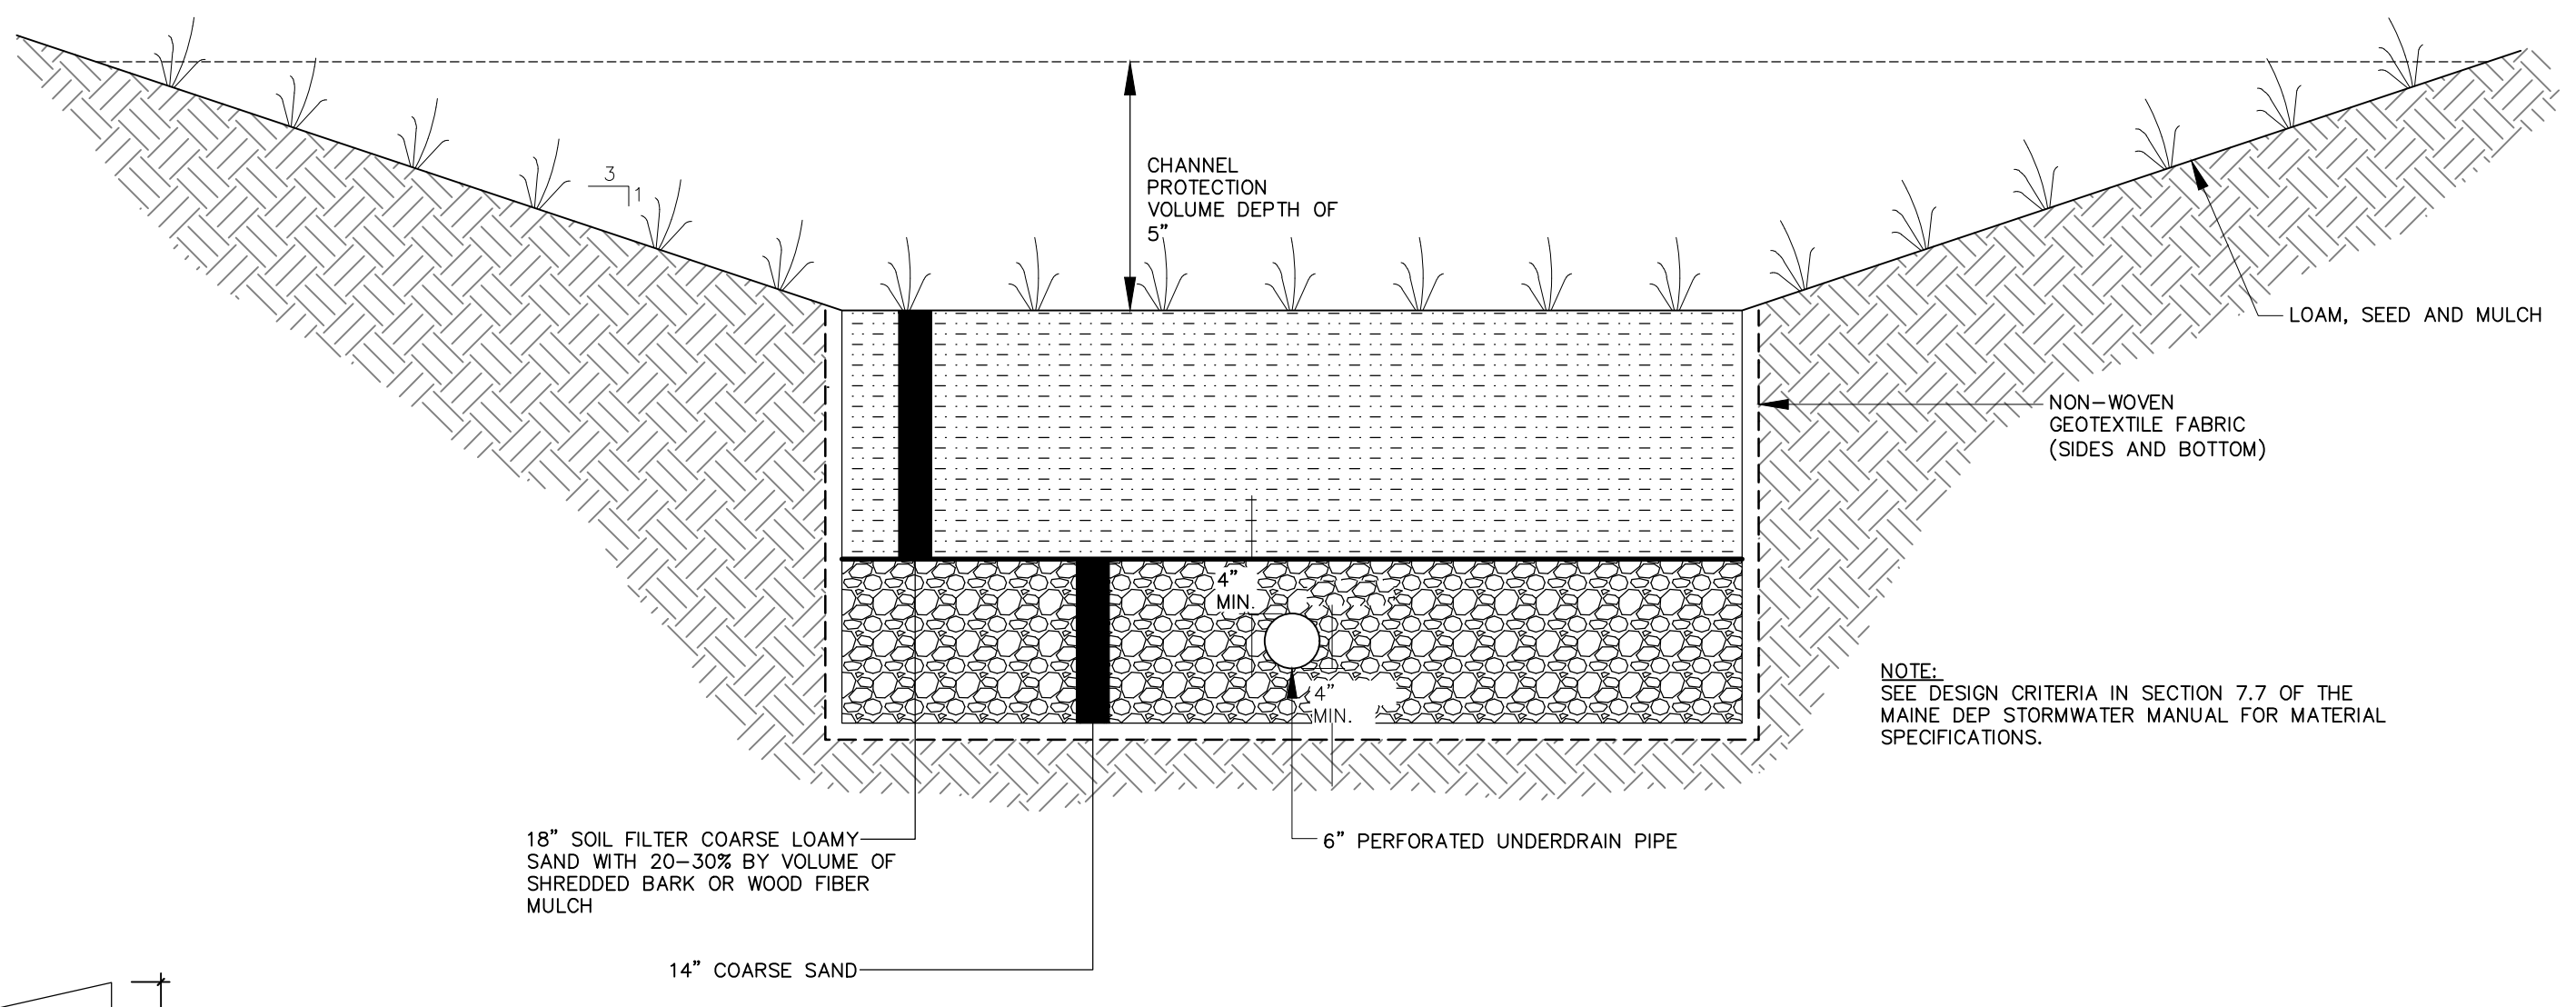 3
1
CHANNEL
PROTECTION
VOLUME DEPTH OF
5”
LOAM, SEED AND MULCH
NON-WOVEN
GEOTEXTILE FABRIC
(SIDES AND BOTTOM)
4”
MIN.
4”
MIN.
NOTE:
SEE DESIGN CRITERIA IN SECTION 7.7 OF THE
MAINE DEP STORMWATER MANUAL FOR MATERIAL
SPECIFICATIONS.
18” SOIL FILTER COARSE LOAMY
SAND WITH 20-30% BY VOLUME OF
SHREDDED BARK OR WOOD FIBER
MULCH
6” PERFORATED UNDERDRAIN PIPE
14” COARSE SAND